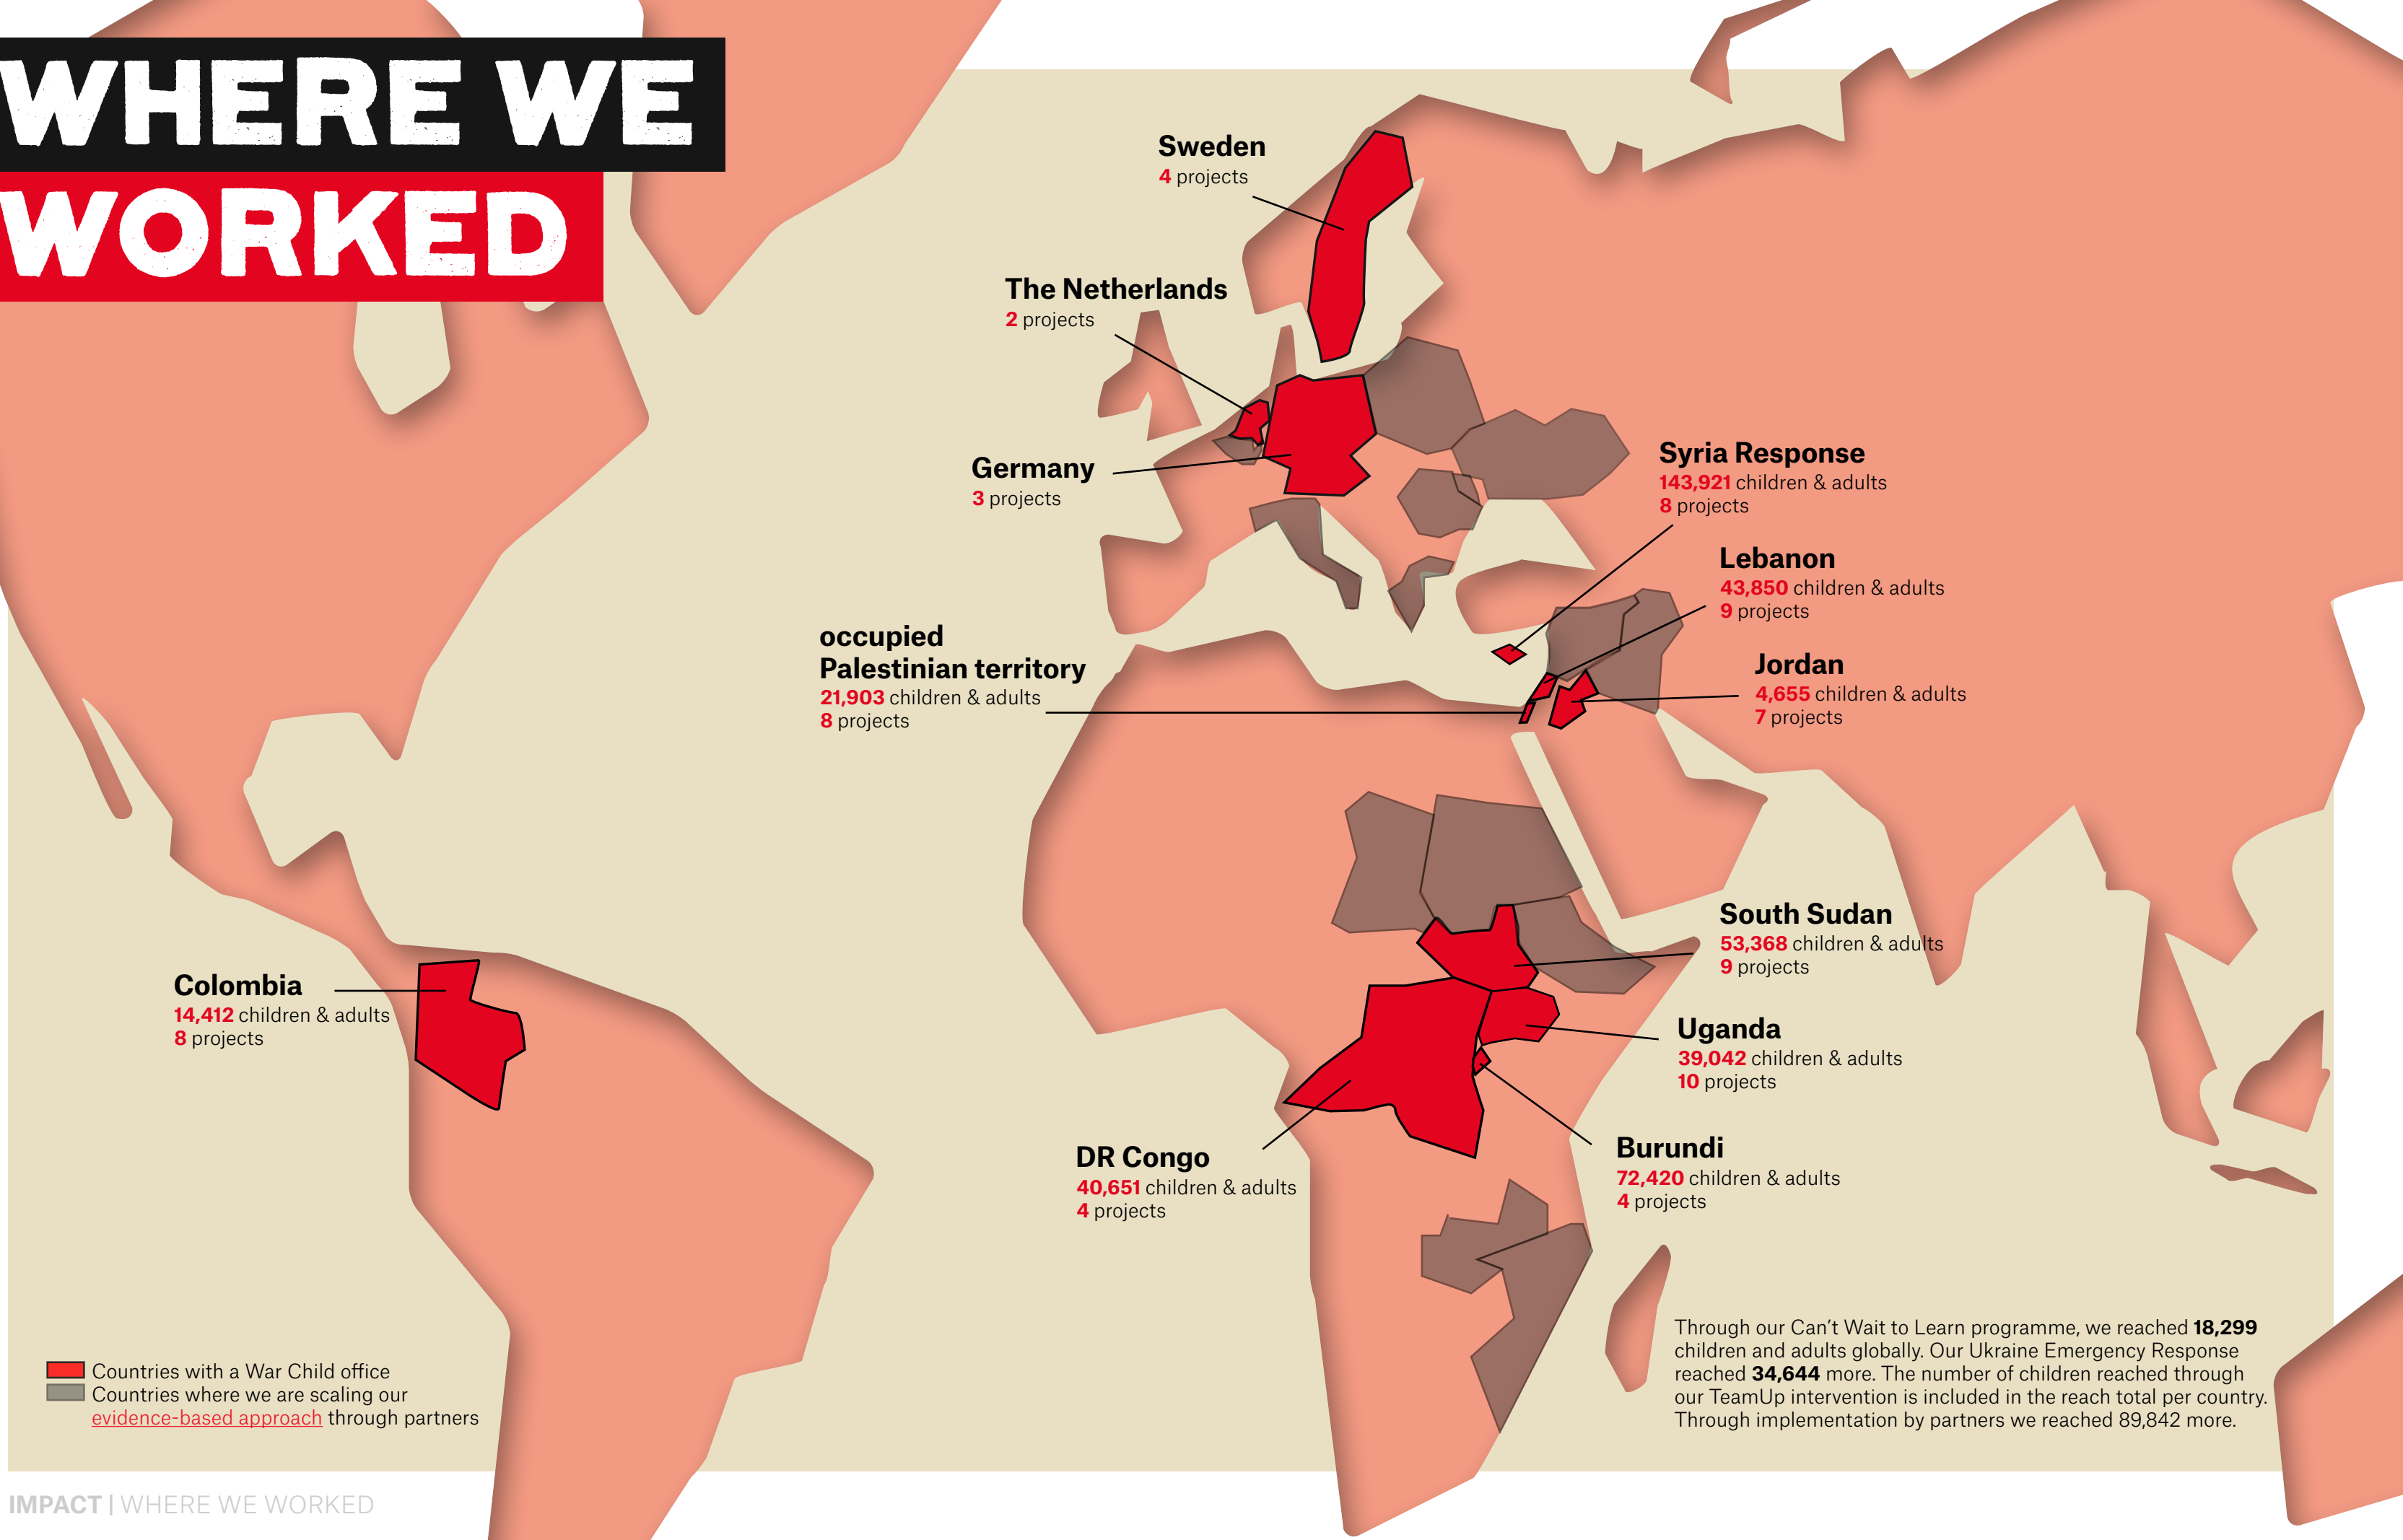 WHERE WE
WORKED
Sweden
4 projects
The Netherlands
2 projects
Germany
3 projects
Syria Response
143,921 children & adults
8 projects
Lebanon
43,850 children & adults
9 projects
occupied
Palestinian territory
21,903 children & adults
8 projects
Jordan
4,655 children & adults
7 projects
South Sudan
53,368 children & adults
9 projects
Colombia
14,412 children & adults
8 projects
Uganda
39,042 children & adults
10 projects
DR Congo
40,651 children & adults
4 projects
Burundi
72,420 children & adults
4 projects
Through our Can’t Wait to Learn programme, we reached 18,299
children and adults globally. Our Ukraine Emergency Response
reached 34,644 more. The number of children reached through
our TeamUp intervention is included in the reach total per country.
Through implementation by partners we reached 89,842 more.
Countries with a War Child office
Countries where we are scaling our
evidence-based approach through partners
IMPACT | WHERE WE WORKED